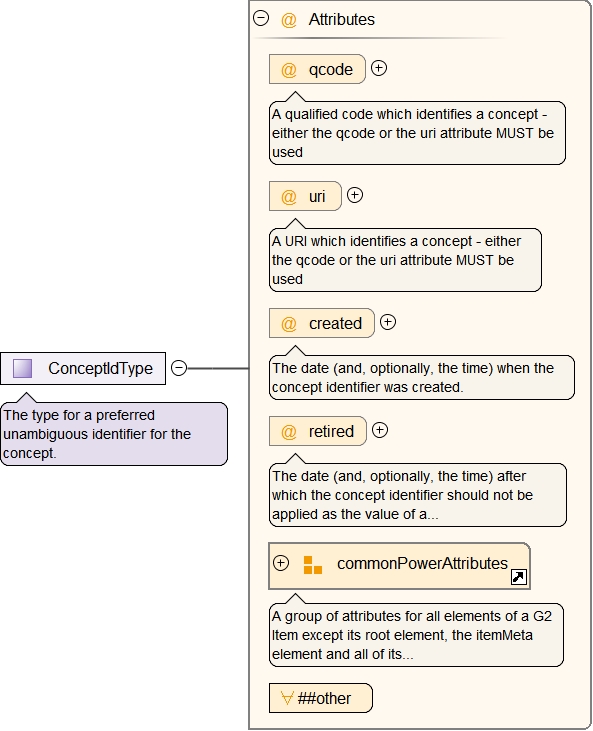 Attributes
@ qcode
A qualified code which identifies a concept -
either the qcode or the uri attribute MUST be
used
@ uri
A URI which identifies a concept - either
the qcode or the uri attribute MUST be
used
@ created
The date (and, optionally, the time) when the
concept identifier was created.
ConceptIdType
The type for a preferred
unambiguous identifier for the
concept.
@ retired
The date (and, optionally, the time) after
which the concept identifier should not be
applied as the value of a...
commonPowerAttributes
A group of attributes for all elements of a G2
Item except its root element, the itemMeta
element and all of its...
##other